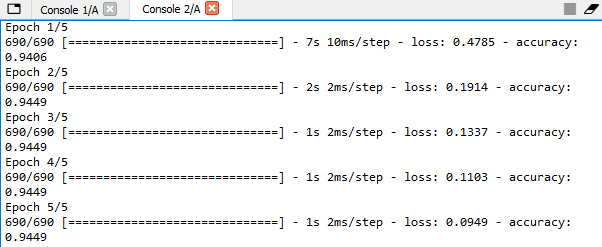 Console 1/A
Console 2/A
Epoch 1/5
690/690 [==============================] - 7s 10ms/step - loss: 0.4785 - accuracy:
0.9406
Epoch 2/5
690/690 [==============================] - 2s 2ms/step - loss: 0.1914 - accuracy:
0.9449
Epoch 3/5
690/690 [==============================] - 1s 2ms/step - loss: 0.1337 - accuracy:
0.9449
Epoch 4/5
690/690 [==============================] - 1s 2ms/step - loss: 0.1103 - accuracy:
0.9449
Epoch 5/5
690/690 [==============================] - 1s 2ms/step - loss: 0.0949 - accuracy:
0.9449